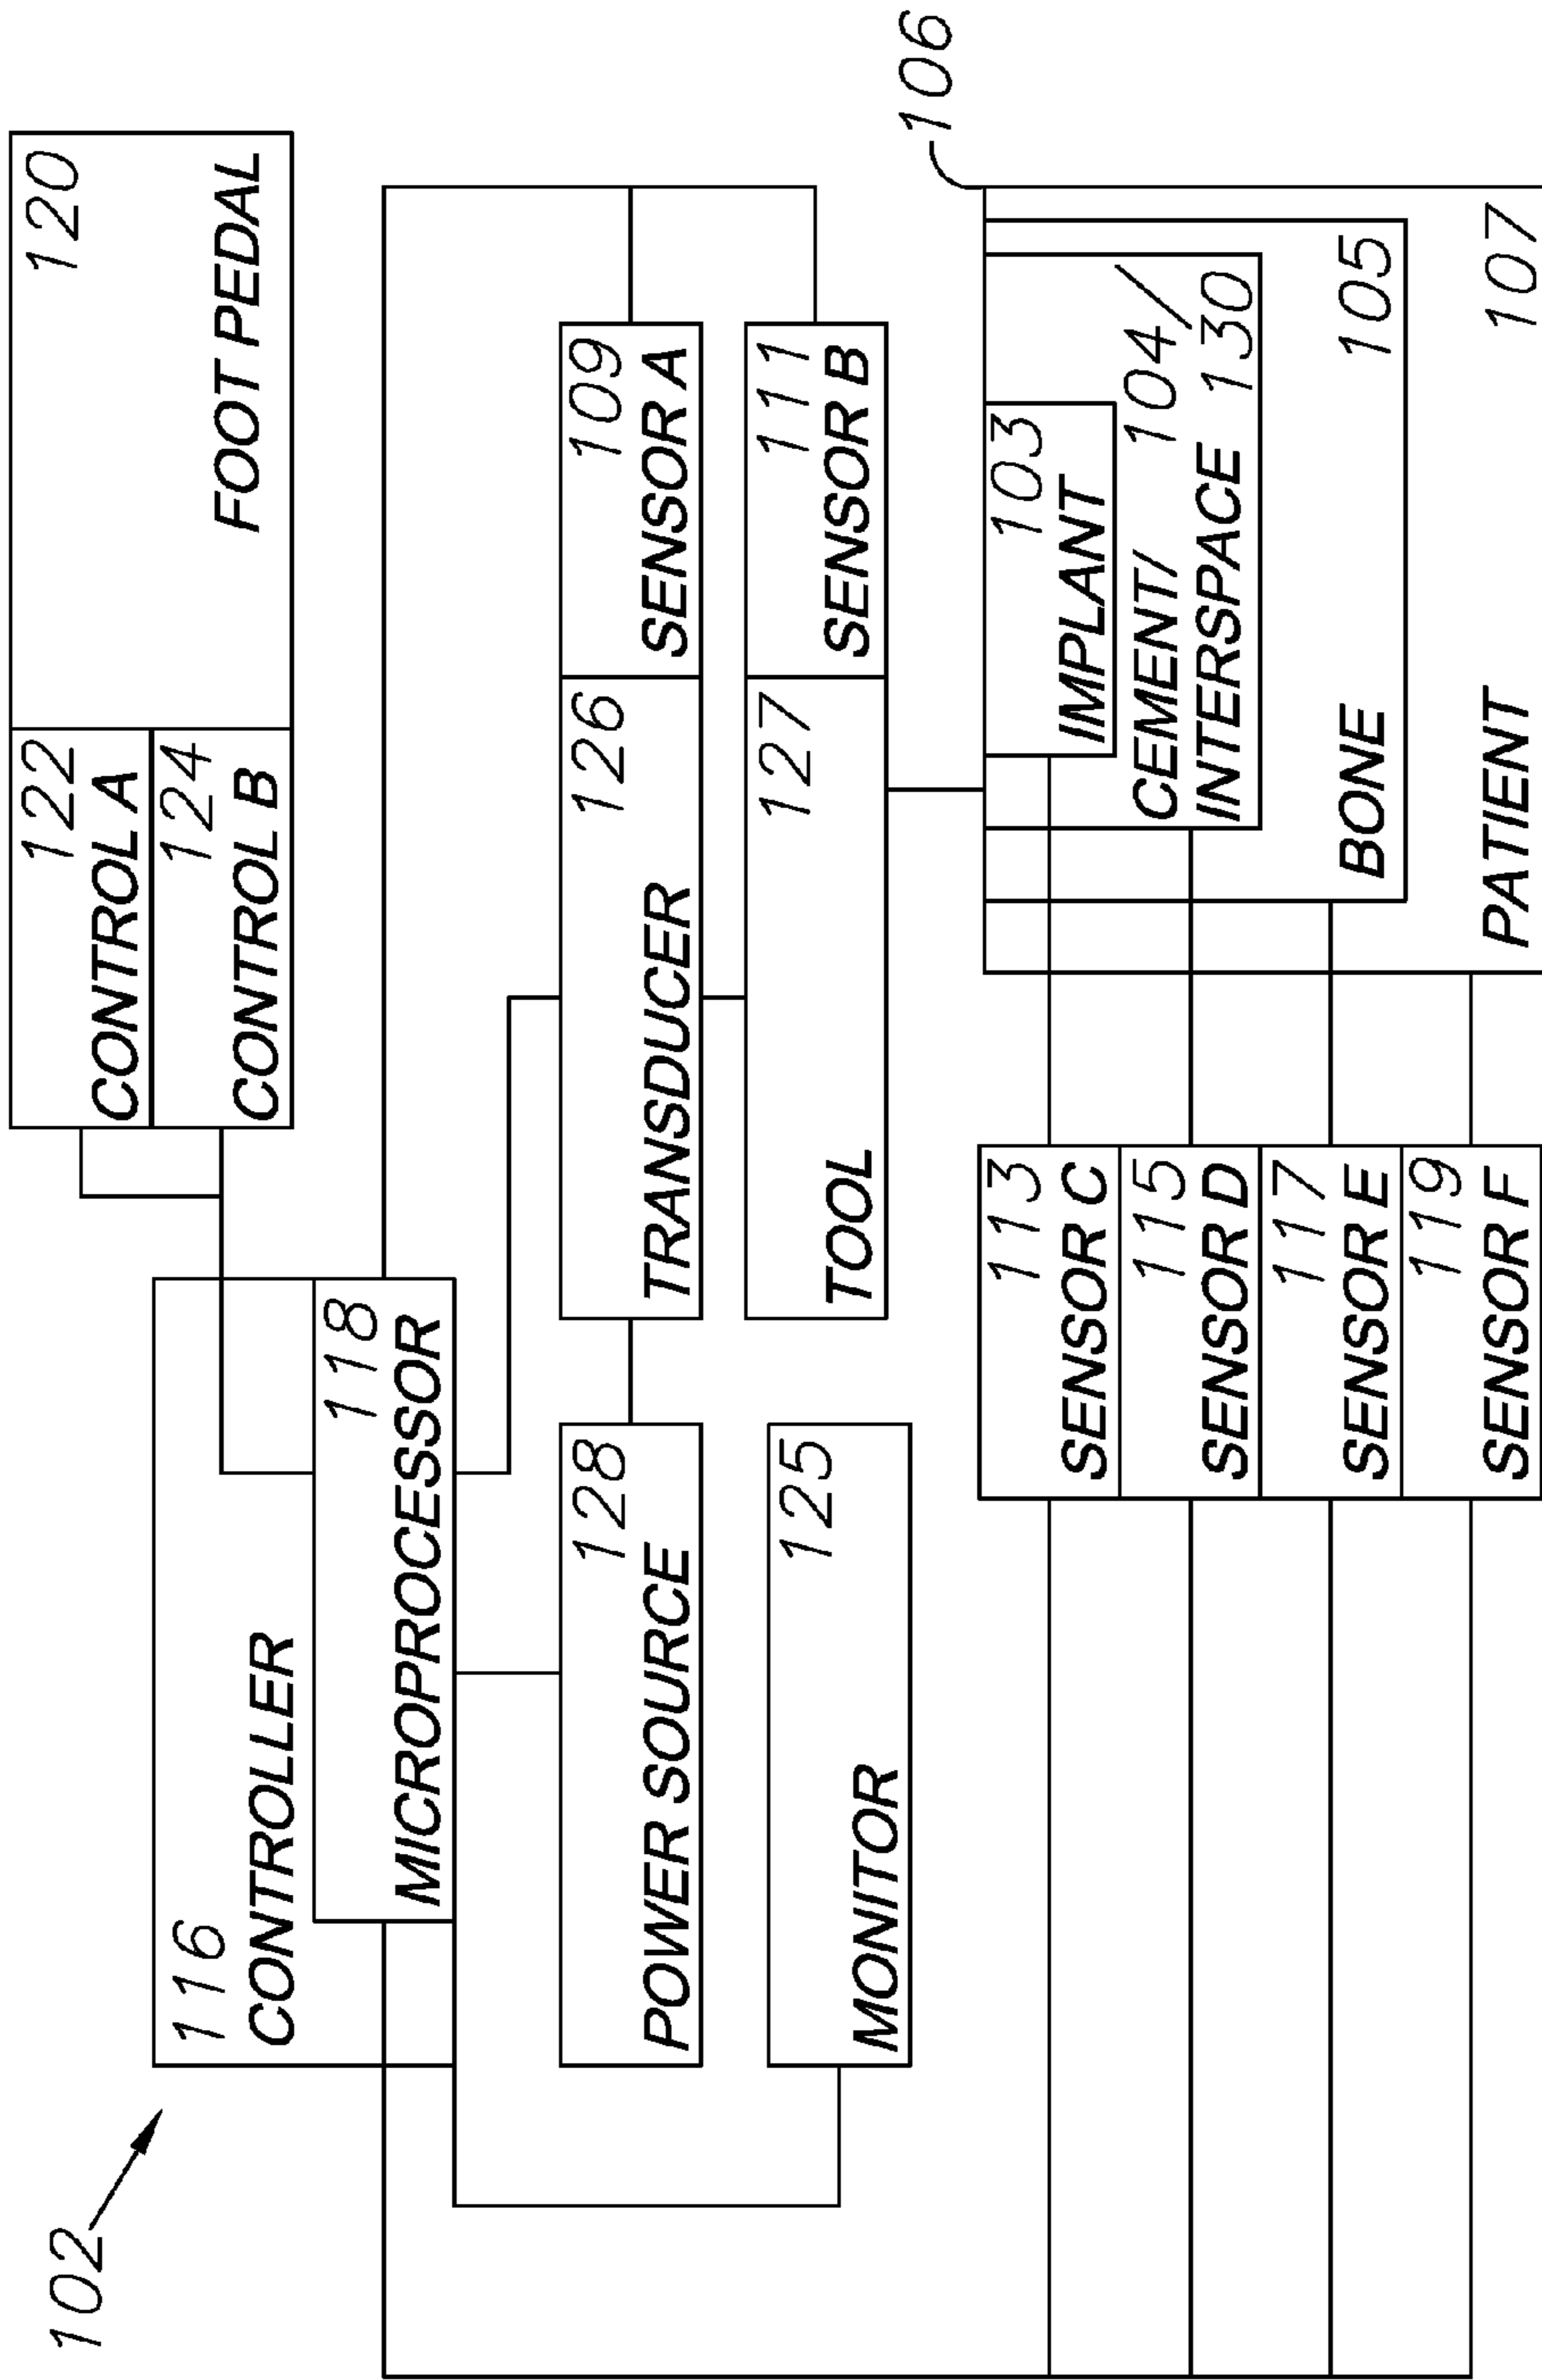 102
116
CONTROLLER
118
MICROPROCESSOR
122
CONTROL A
124
CONTROL B
120
FOOT PEDAL
128
POWER SOURCE
126
TRANSDUCER
109
SENSOR A
125
MONITOR
127
TOOL
111
SENSOR B
106
113
SENSOR C
115
SENSOR D
117
SENSOR E
119
SENSOR F
103
IMPLANT
CEMENT/ 104/
INTERSPACE 130
BONE 105
PATIENT 107